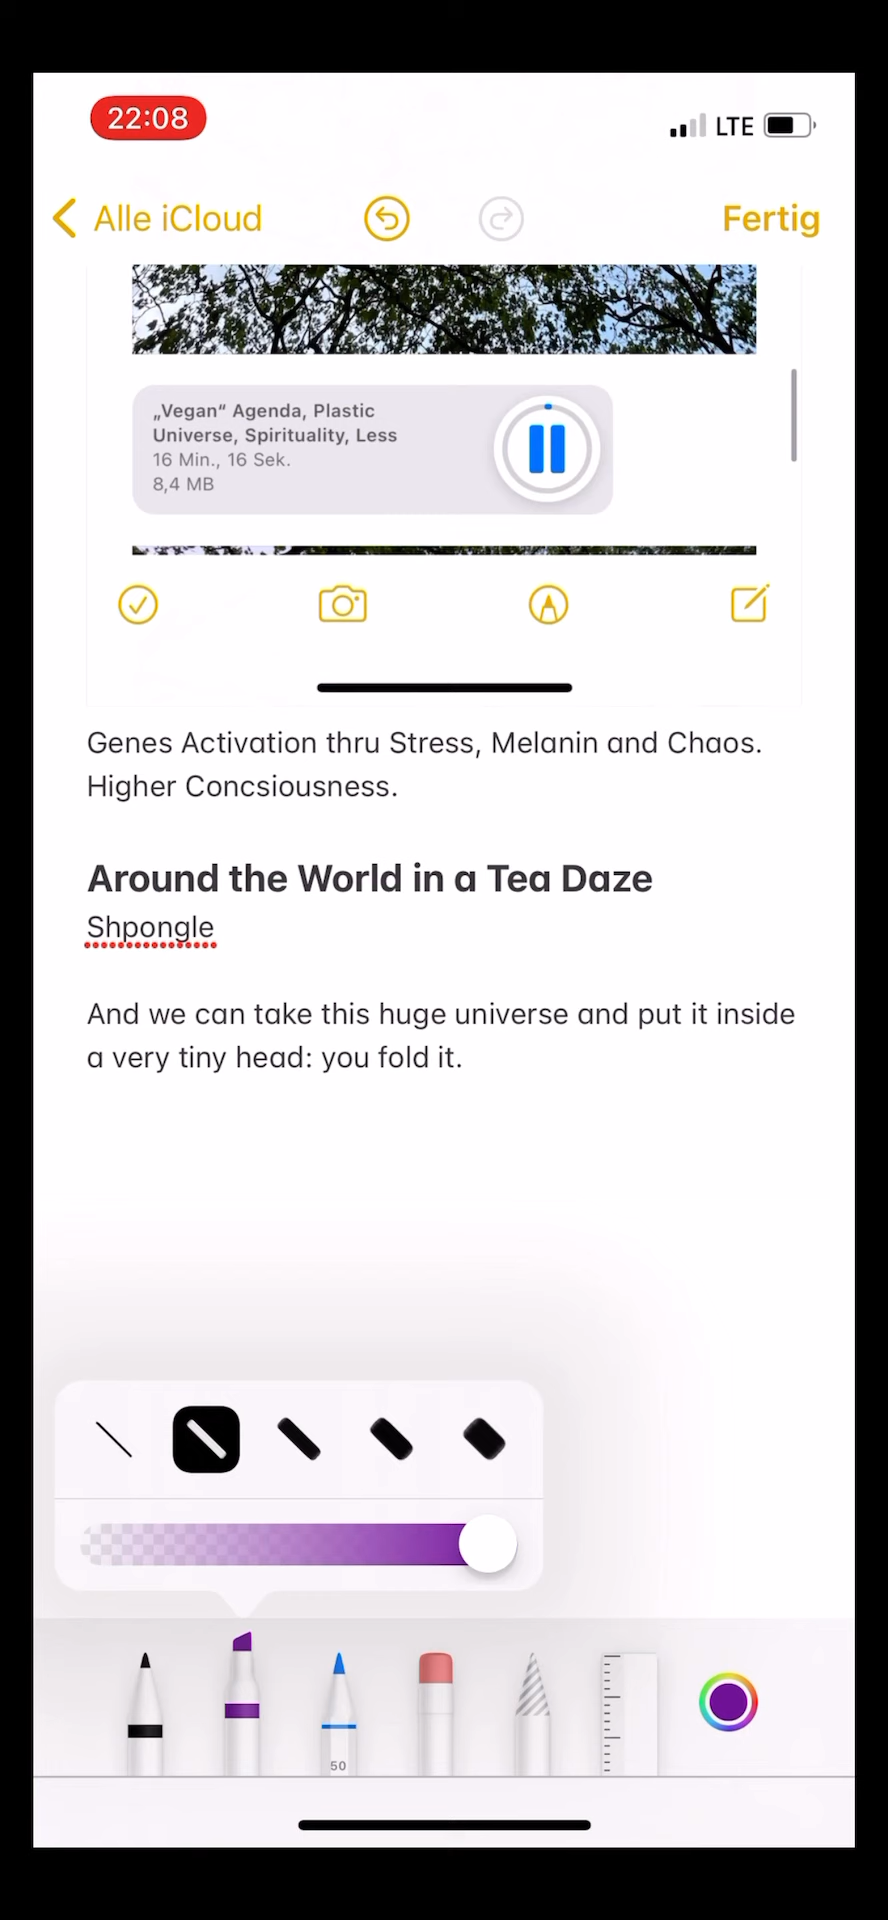 22:08
LTE
Alle iCloud
Fertig
„Vegan“ Agenda, Plastic
Universe, Spirituality, Less
16 Min., 16 Sek.
8,4 MB
Genes Activation thru Stress, Melanin and Chaos.
Higher Concsiousness.
Around the World in a Tea Daze
Shpongle
And we can take this huge universe and put it inside
a very tiny head: you fold it.
50